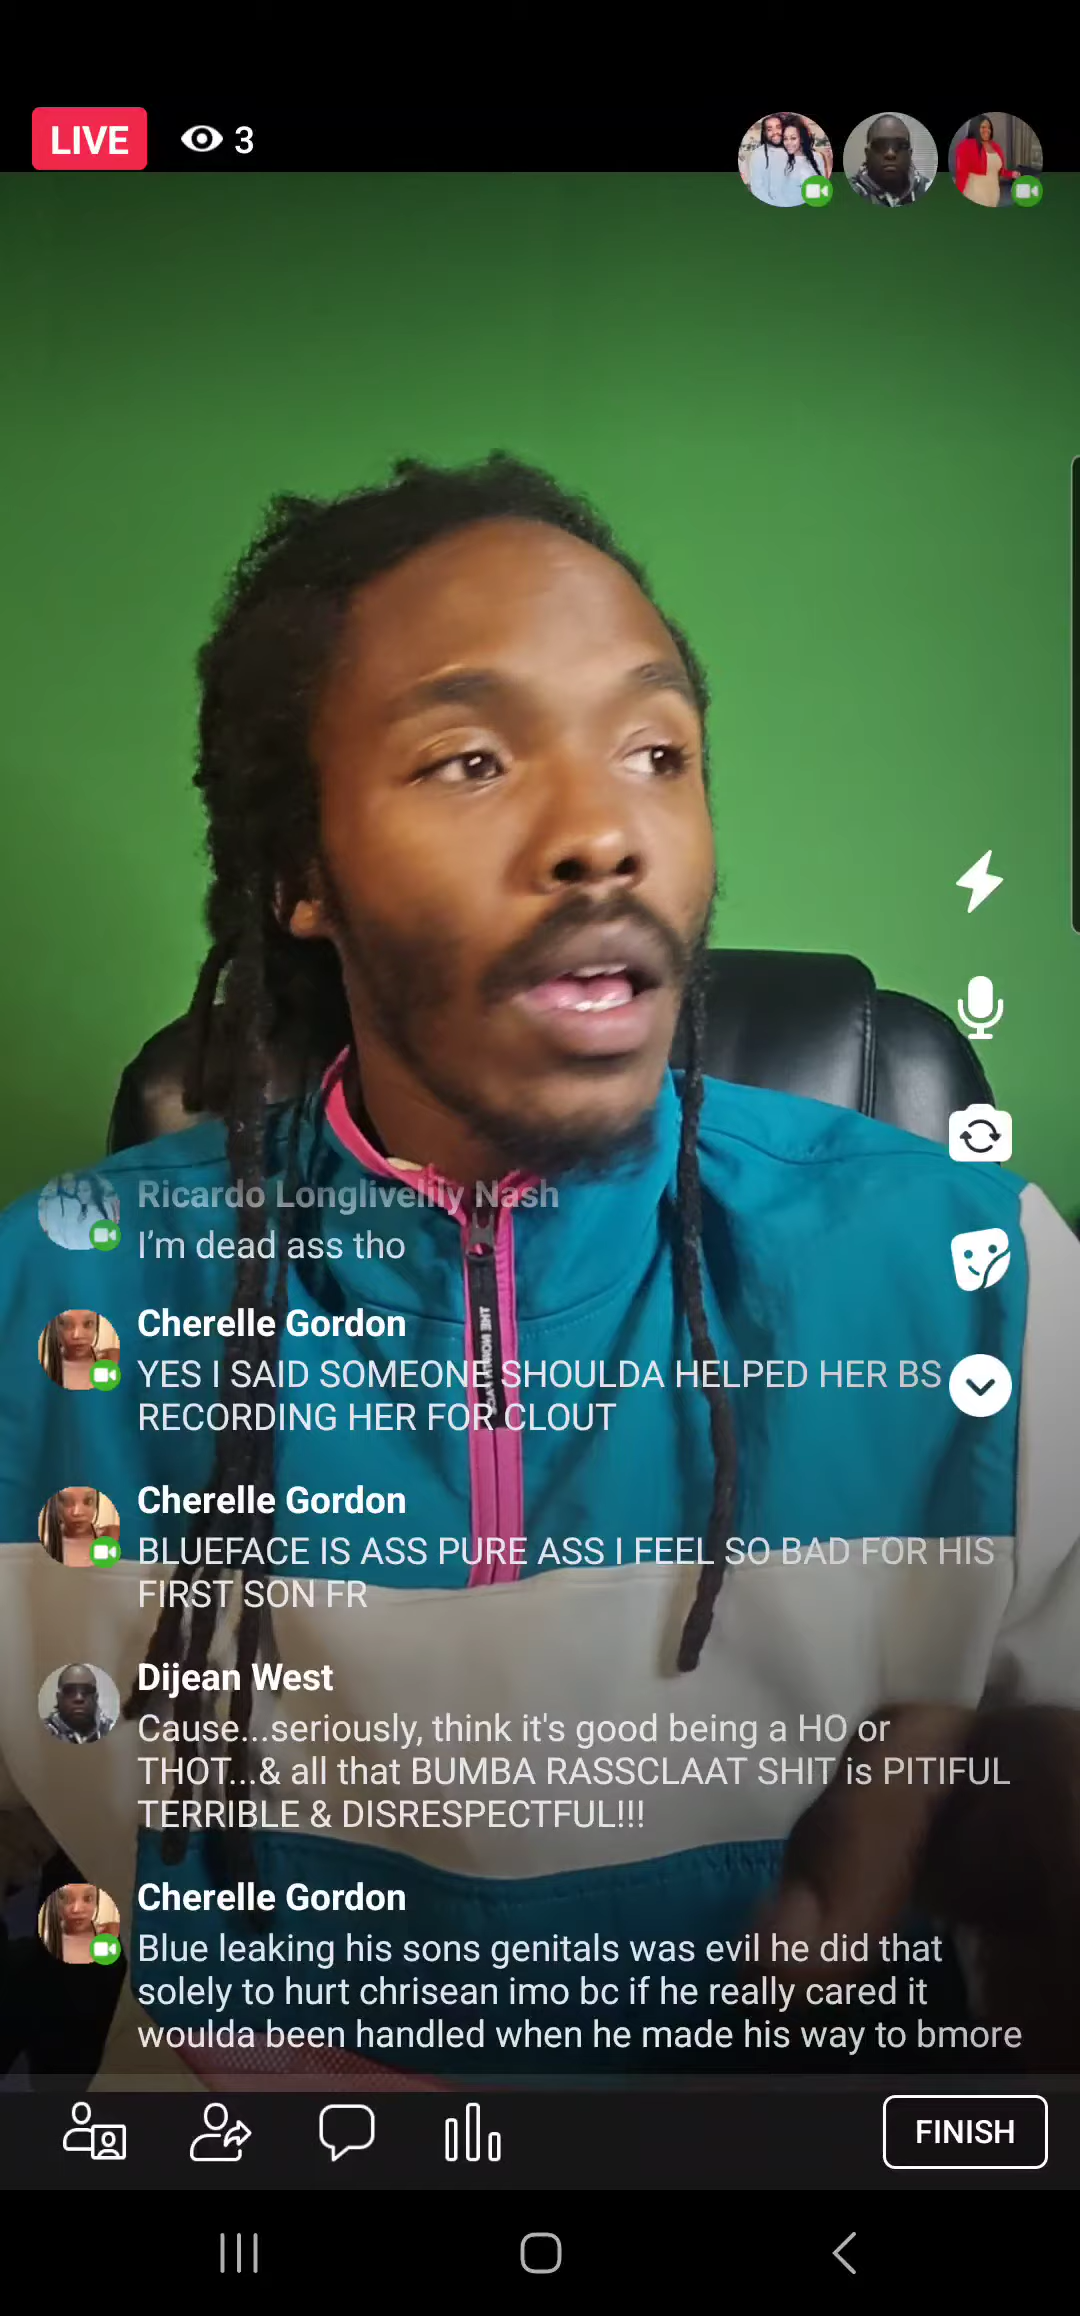 LIVE
3
Ricardo Longlivelily Nash
I'm dead ass tho
Cherelle Gordon
YES I SAID SOMEONE SHOULDA HELPED HER BS
RECORDING HER FOR CLOUT
Cherelle Gordon
BLUEFACE IS ASS PURE ASS I FEEL SO BAD FOR HIS
FIRST SON FR
Dijean West
Cause...seriously, think it's good being a HO or
THOT...& all that BUMBA RASSCLAAT SHIT is PITIFUL
TERRIBLE & DISRESPECTFUL!!!
Cherelle Gordon
Blue leaking his sons genitals was evil he did that
solely to hurt chrisean imo bc if he really cared it
woulda been handled when he made his way to bmore
FINISH